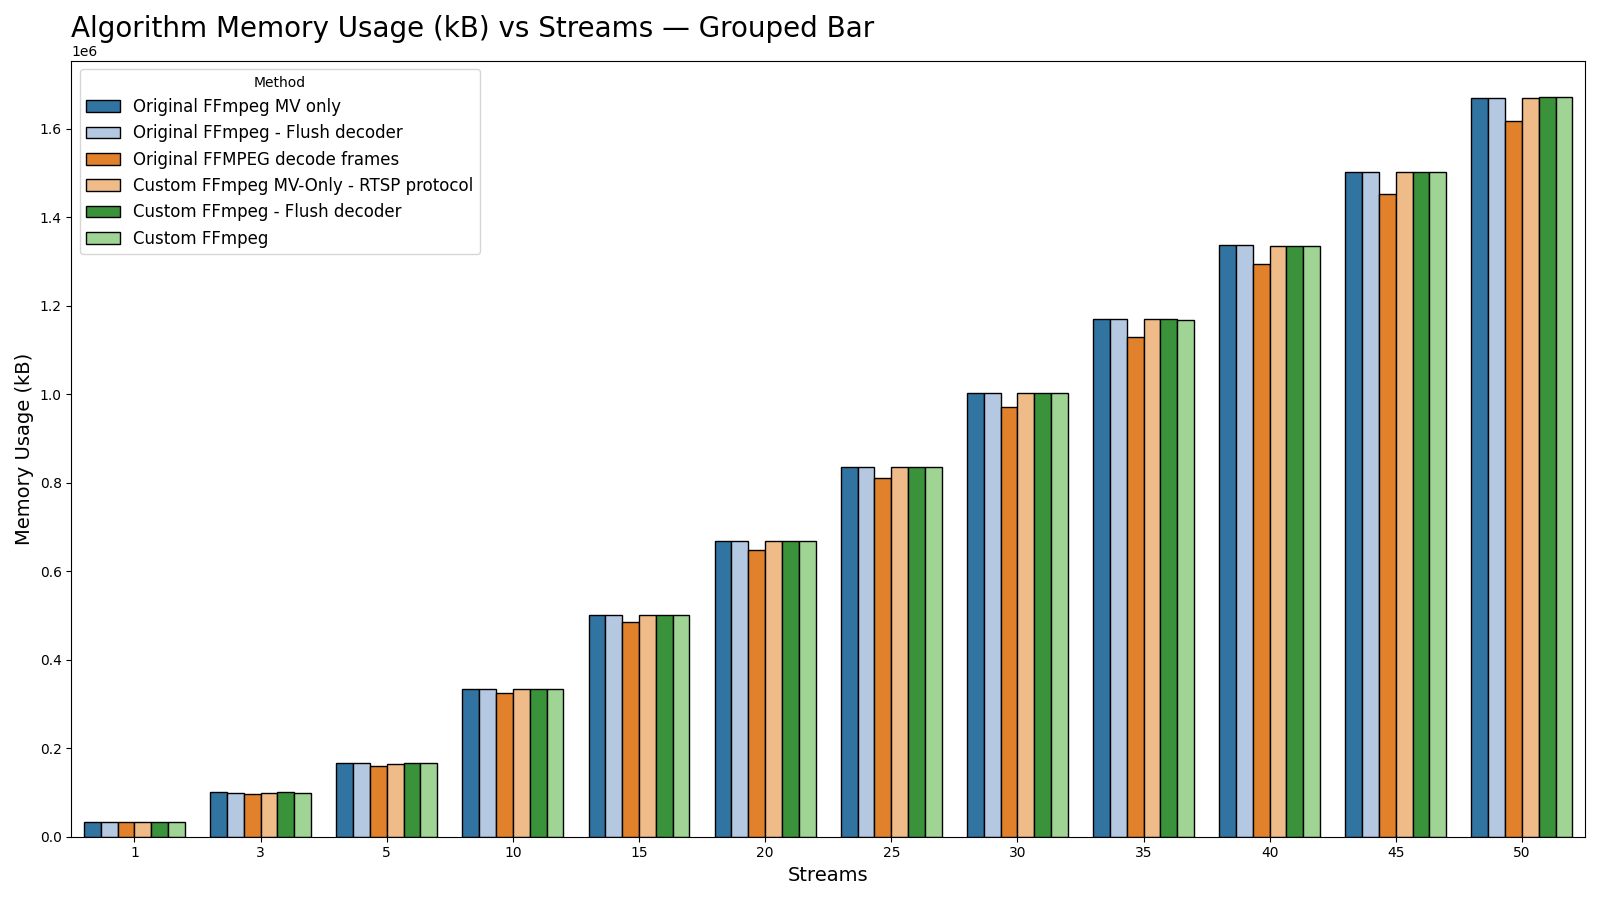 Algorithm Memory Usage (kB) vs Streams — Grouped Bar
1e6
Method
Original FFmpeg MV only
Original FFmpeg - Flush decoder
Original FFMPEG decode frames
Custom FFmpeg MV-Only - RTSP protocol
Custom FFmpeg - Flush decoder
Custom FFmpeg
Memory Usage (kB)
1.6
1.4
1.2
1.0
0.8
0.6
0.4
0.2
0.0
1 3 5 10 15 20 25 30 35 40 45 50
Streams